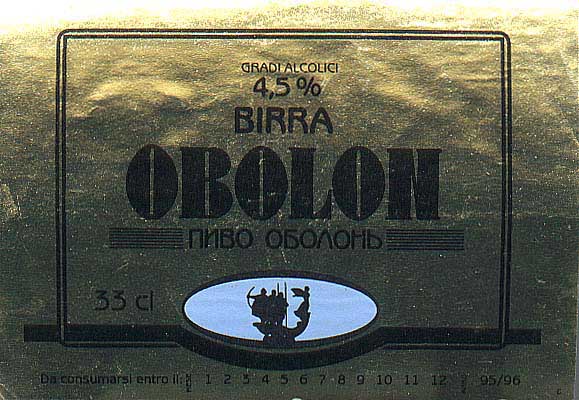 GRADI ALCOLICI
4,5%
BIRRA
OBOLON
ПИВО ОБОЛОНЬ
33 cl
Da consumarsi entro il: 1 2 3 4 5 6 7 8 9 10 11 12 95/96